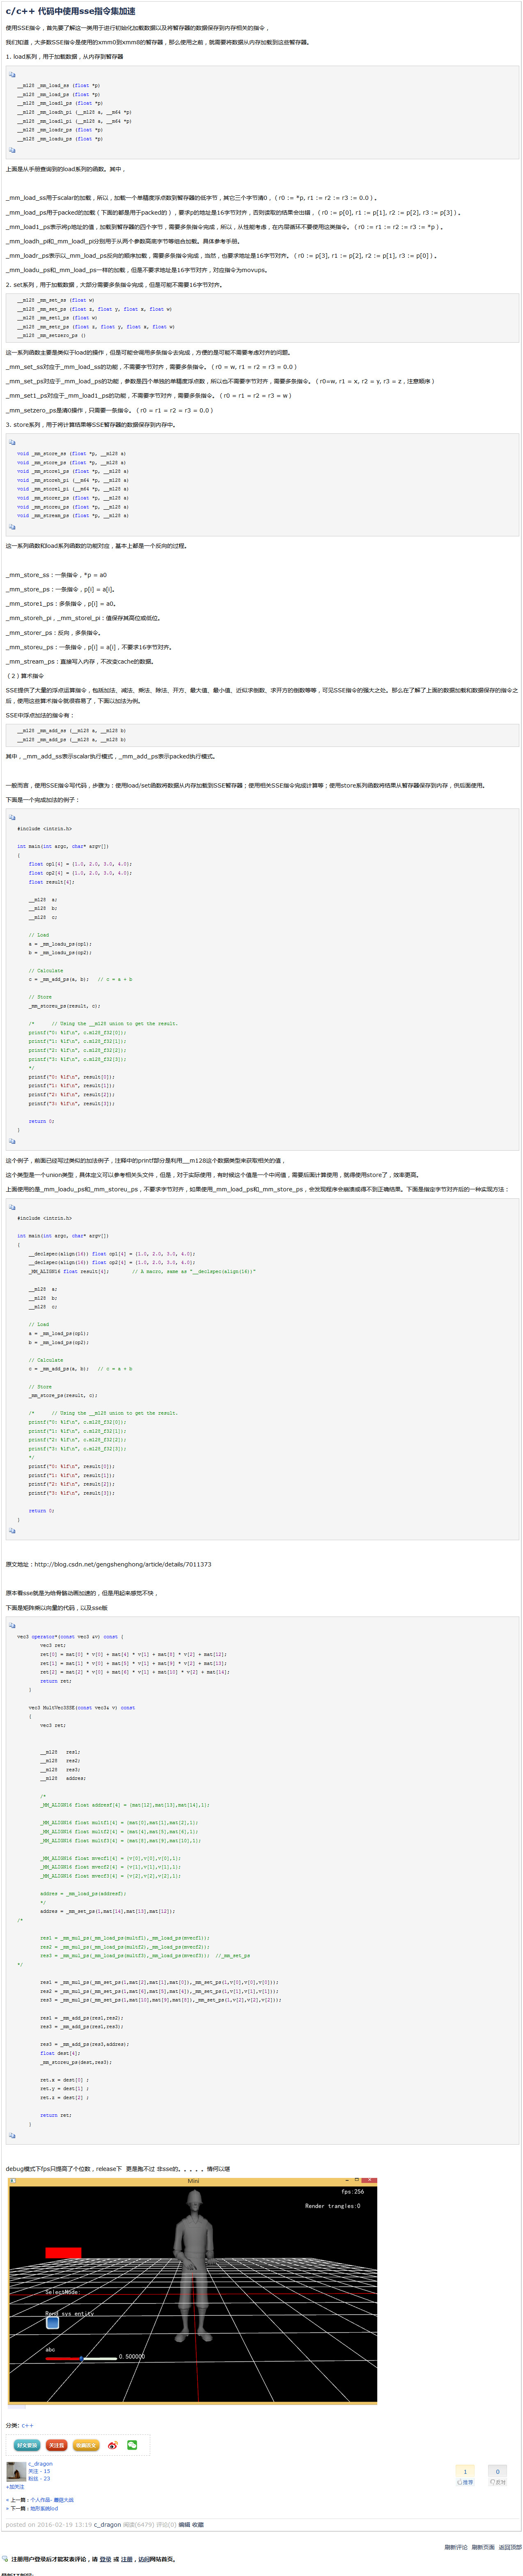 c/c++ 代码中使用sse指令集加速
使用SSE指令，首先要了解这一类用于进行初始化加载数据以及将暂存器的数据保存到内存相关的指令，
我们知道，大多数SSE指令是使用的xmm0到xmm8的暂存器，那么使用之前，就需要将数据从内存加载到这些暂存器。
1. load系列，用于加载数据，从内存到暂存器
__m128 _mm_load_ss (float *p)
__m128 _mm_load_ps (float *p)
__m128 _mm_load1_ps (float *p)
__m128 _mm_loadh_pi (__m128 a, __m64 *p)
__m128 _mm_loadl_pi (__m128 a, __m64 *p)
__m128 _mm_loadr_ps (float *p)
__m128 _mm_loadu_ps (float *p)
上面是从手册查询到的load系列的函数。其中，
_mm_load_ss用于scalar的加载，所以，加载一个单精度浮点数到暂存器的低字节，其它三个字节清0，（r0 := *p, r1 := r2 := r3 := 0.0）。
_mm_load_ps用于packed的加载（下面的都是用于packed的），要求p的地址是16字节对齐，否则读取的结果会出错，（r0 := p[0], r1 := p[1], r2 := p[2], r3 := p[3]）。
_mm_load1_ps表示将p地址的值，加载到暂存器的四个字节，需要多条指令完成，所以，从性能考虑，在内层循环不要使用这类指令。（r0 := r1 := r2 := r3 := *p）。
_mm_loadh_pi和_mm_loadl_pi分别用于从两个参数高底字节等组合加载。具体参考手册。
_mm_loadr_ps表示以_mm_load_ps反向的顺序加载，需要多条指令完成，当然，也要求地址是16字节对齐。（r0 := p[3], r1 := p[2], r2 := p[1], r3 := p[0]）。
_mm_loadu_ps和_mm_load_ps一样的加载，但是不要求地址是16字节对齐，对应指令为movups。
2. set系列，用于加载数据，大部分需要多条指令完成，但是可能不需要16字节对齐。
__m128 _mm_set_ss (float w)
__m128 _mm_set_ps (float z, float y, float x, float w)
__m128 _mm_set1_ps (float w)
__m128 _mm_setr_ps (float z, float y, float x, float w)
__m128 _mm_setzero_ps ()
这一系列函数主要是类似于load的操作，但是可能会调用多条指令去完成，方便的是可能不需要考虑对齐的问题。
_mm_set_ss对应于_mm_load_ss的功能，不需要字节对齐，需要多条指令。（r0 = w, r1 = r2 = r3 = 0.0）
_mm_set_ps对应于_mm_load_ps的功能，参数是四个单独的单精度浮点数，所以也不需要字节对齐，需要多条指令。（r0=w, r1 = x, r2 = y, r3 = z，注意顺序）
_mm_set1_ps对应于_mm_load1_ps的功能，不需要字节对齐，需要多条指令。（r0 = r1 = r2 = r3 = w）
_mm_setzero_ps是清0操作，只需要一条指令。（r0 = r1 = r2 = r3 = 0.0）
3. store系列，用于将计算结果等SSE暂存器的数据保存到内存中。
void _mm_store_ss (float *p, __m128 a)
void _mm_store_ps (float *p, __m128 a)
void _mm_store1_ps (float *p, __m128 a)
void _mm_storeh_pi (__m64 *p, __m128 a)
void _mm_storel_pi (__m64 *p, __m128 a)
void _mm_storer_ps (float *p, __m128 a)
void _mm_storeu_ps (float *p, __m128 a)
void _mm_stream_ps (float *p, __m128 a)
这一系列函数和load系列函数的功能对应，基本上都是一个反向的过程。
_mm_store_ss：一条指令，*p = a0
_mm_store_ps：一条指令，p[i] = a[i]。
_mm_store1_ps：多条指令，p[i] = a0。
_mm_storeh_pi，_mm_storel_pi：值保存其高位或低位。
_mm_storer_ps：反向，多条指令。
_mm_storeu_ps：一条指令，p[i] = a[i]，不要求16字节对齐。
_mm_stream_ps：直接写入内存，不改变cache的数据。
（2）算术指令
SSE提供了大量的浮点运算指令，包括加法、减法、乘法、除法、开方、最大值、最小值、近似求倒数、求开方的倒数等等，可见SSE指令的强大之处。那么在了解了上面的数据加载和数据保存的指令之
后，使用这些算术指令就很容易了，下面以加法为例。
SSE中浮点加法的指令有：
__m128 _mm_add_ss (__m128 a, __m128 b)
__m128 _mm_add_ps (__m128 a, __m128 b)
其中，_mm_add_ss表示scalar执行模式，_mm_add_ps表示packed执行模式。
一般而言，使用SSE指令写代码，步骤为：使用load/set函数将数据从内存加载到SSE暂存器；使用相关SSE指令完成计算等；使用store系列函数将结果从暂存器保存到内存，供后面使用。
下面是一个完成加法的例子：
#include <intrin.h>
int main(int argc, char* argv[])
{
float op1[4] = {1.0, 2.0, 3.0, 4.0};
float op2[4] = {1.0, 2.0, 3.0, 4.0};
float result[4];
__m128 a;
__m128 b;
__m128 c;
// Load
a = _mm_loadu_ps(op1);
b = _mm_loadu_ps(op2);
// Calculate
c = _mm_add_ps(a, b); // c = a + b
// Store
_mm_storeu_ps(result, c);
/* // Using the __m128 union to get the result.
printf("0: %lf\n", c.m128_f32[0]);
printf("1: %lf\n", c.m128_f32[1]);
printf("2: %lf\n", c.m128_f32[2]);
printf("3: %lf\n", c.m128_f32[3]);
*/
printf("0: %lf\n", result[0]);
printf("1: %lf\n", result[1]);
printf("2: %lf\n", result[2]);
printf("3: %lf\n", result[3]);
return 0;
}
这个例子，前面已经写过类似的加法例子，注释中的printf部分是利用__m128这个数据类型来获取相关的值，
这个类型是一个union类型，具体定义可以参考相关头文件，但是，对于实际使用，有时候这个值是一个中间值，需要后面计算使用，就得使用store了，效率更高。
上面使用的是_mm_loadu_ps和_mm_storeu_ps，不要求字节对齐，如果使用_mm_load_ps和_mm_store_ps，会发现程序会崩溃或得不到正确结果。下面是指定字节对齐后的一种实现方法：
#include <intrin.h>
int main(int argc, char* argv[])
{
__declspec(align(16)) float op1[4] = {1.0, 2.0, 3.0, 4.0};
__declspec(align(16)) float op2[4] = {1.0, 2.0, 3.0, 4.0};
_MM_ALIGN16 float result[4]; // A macro, same as "__declspec(align(16))"
__m128 a;
__m128 b;
__m128 c;
// Load
a = _mm_load_ps(op1);
b = _mm_load_ps(op2);
// Calculate
c = _mm_add_ps(a, b); // c = a + b
// Store
_mm_store_ps(result, c);
/* // Using the __m128 union to get the result.
printf("0: %lf\n", c.m128_f32[0]);
printf("1: %lf\n", c.m128_f32[1]);
printf("2: %lf\n", c.m128_f32[2]);
printf("3: %lf\n", c.m128_f32[3]);
*/
printf("0: %lf\n", result[0]);
printf("1: %lf\n", result[1]);
printf("2: %lf\n", result[2]);
printf("3: %lf\n", result[3]);
return 0;
}
原文地址：http://blog.csdn.net/gengshenghong/article/details/7011373
原本看sse就是为给骨骼动画加速的，但是用起来感觉不快，
下面是矩阵乘以向量的代码，以及sse版
vec3 operator*(const vec3 &v) const {
vec3 ret;
ret[0] = mat[0] * v[0] + mat[4] * v[1] + mat[8] * v[2] + mat[12];
ret[1] = mat[1] * v[0] + mat[5] * v[1] + mat[9] * v[2] + mat[13];
ret[2] = mat[2] * v[0] + mat[6] * v[1] + mat[10] * v[2] + mat[14];
return ret;
}
vec3 MultVec3SSE(const vec3& v) const
{
vec3 ret;
__m128 res1;
__m128 res2;
__m128 res3;
__m128 addres;
/*
_MM_ALIGN16 float addresf[4] = {mat[12],mat[13],mat[14],1};
_MM_ALIGN16 float multf1[4] = {mat[0],mat[1],mat[2],1};
_MM_ALIGN16 float multf2[4] = {mat[4],mat[5],mat[6],1};
_MM_ALIGN16 float multf3[4] = {mat[8],mat[9],mat[10],1};
_MM_ALIGN16 float mvecf1[4] = {v[0],v[0],v[0],1};
_MM_ALIGN16 float mvecf2[4] = {v[1],v[1],v[1],1};
_MM_ALIGN16 float mvecf3[4] = {v[2],v[2],v[2],1};
addres = _mm_load_ps(addresf);
*/
addres = _mm_set_ps(1,mat[14],mat[13],mat[12]);
/*
res1 = _mm_mul_ps(_mm_load_ps(multf1),_mm_load_ps(mvecf1));
res2 = _mm_mul_ps(_mm_load_ps(multf2),_mm_load_ps(mvecf2));
res3 = _mm_mul_ps(_mm_load_ps(multf3),_mm_load_ps(mvecf3)); //_mm_set_ps
*/
res1 = _mm_mul_ps(_mm_set_ps(1,mat[2],mat[1],mat[0]),_mm_set_ps(1,v[0],v[0],v[0]));
res2 = _mm_mul_ps(_mm_set_ps(1,mat[6],mat[5],mat[4]),_mm_set_ps(1,v[1],v[1],v[1]));
res3 = _mm_mul_ps(_mm_set_ps(1,mat[10],mat[9],mat[8]),_mm_set_ps(1,v[2],v[2],v[2]));
res1 = _mm_add_ps(res1,res2);
res3 = _mm_add_ps(res1,res3);
res3 = _mm_add_ps(res3,addres);
float dest[4];
_mm_storeu_ps(dest,res3);
ret.x = dest[0] ;
ret.y = dest[1] ;
ret.z = dest[2] ;
return ret;
}
debug模式下fps只提高了个位数，release下 更是跑不过 非sse的。。。。。情何以堪
Mini
fps:256
Render trangles:0
SelectNode:
Rend sys entity
abc
0.500000
分类: c++
好文要顶 关注我 收藏该文
c_dragon
关注 - 13
粉丝 - 23
+加关注
1
推荐
0
反对
« 上一篇：个人作品- 蘑菇大战
» 下一篇：地形系统lod
posted on 2016-02-19 13:19 c_dragon 阅读(6479) 评论(0) 编辑 收藏
刷新评论 刷新页面 返回顶部
注册用户登录后才能发表评论，请 登录 或 注册，访问网站首页。